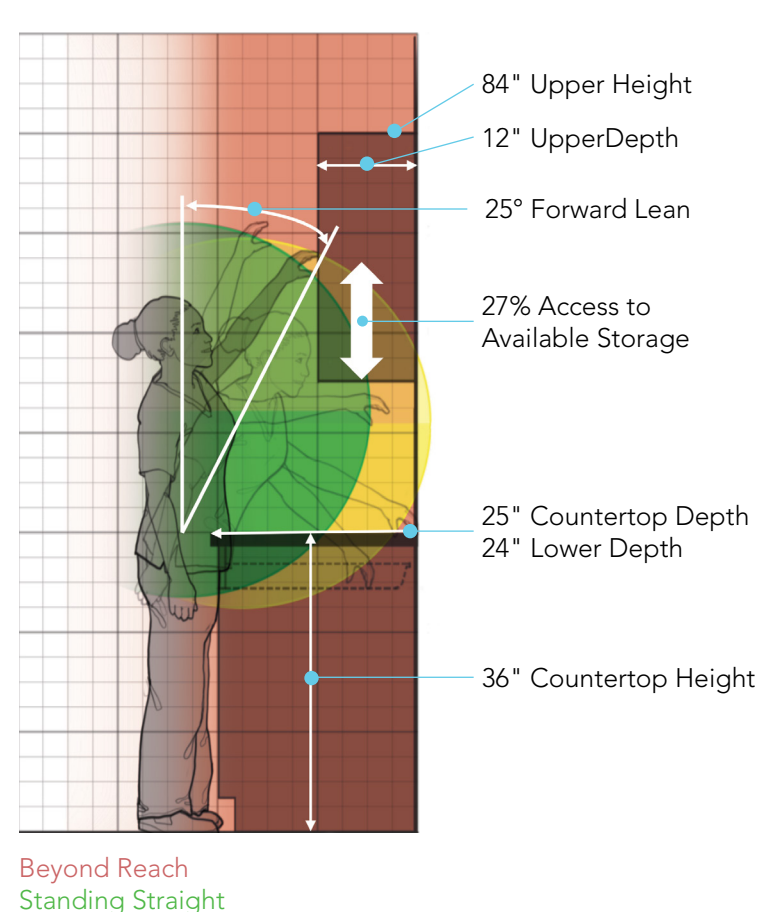 84" Upper Height
12" UpperDepth
25° Forward Lean
27% Access to
Available Storage
25" Countertop Depth
24" Lower Depth
36" Countertop Height
Beyond Reach
Standing Straight